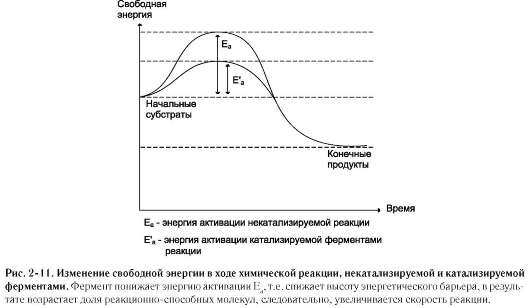 Свободная
энергия
Eа
E'а
Начальные
субстраты
Конечные
продукты
Время
Eа - энергия активации некатализируемой реакции
E'а - энергия активации катализируемой ферментами
реакции
Рис. 2-11. Изменение свободной энергии в ходе химической реакции, некатализируемой и катализируемой
ферментами. Фермент понижает энергию активации Eа, т.е. снижает высоту энергетического барьера, в резуль-
тате возрастает доля реакционно-способных молекул, следовательно, увеличивается скорость реакции.